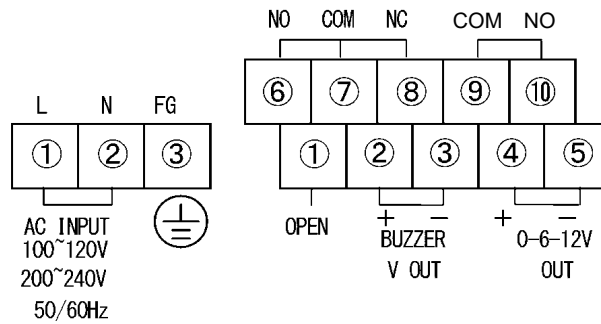 NO COM NC COM NO
⑥ ⑦ ⑧ ⑨ ⑩
L N FG
① ② ③
① ② ③ ④ ⑤
AC INPUT
100~120V
200~240V
50/60Hz
OPEN
+ −
BUZZER
V OUT
+ −
0-6-12V
OUT